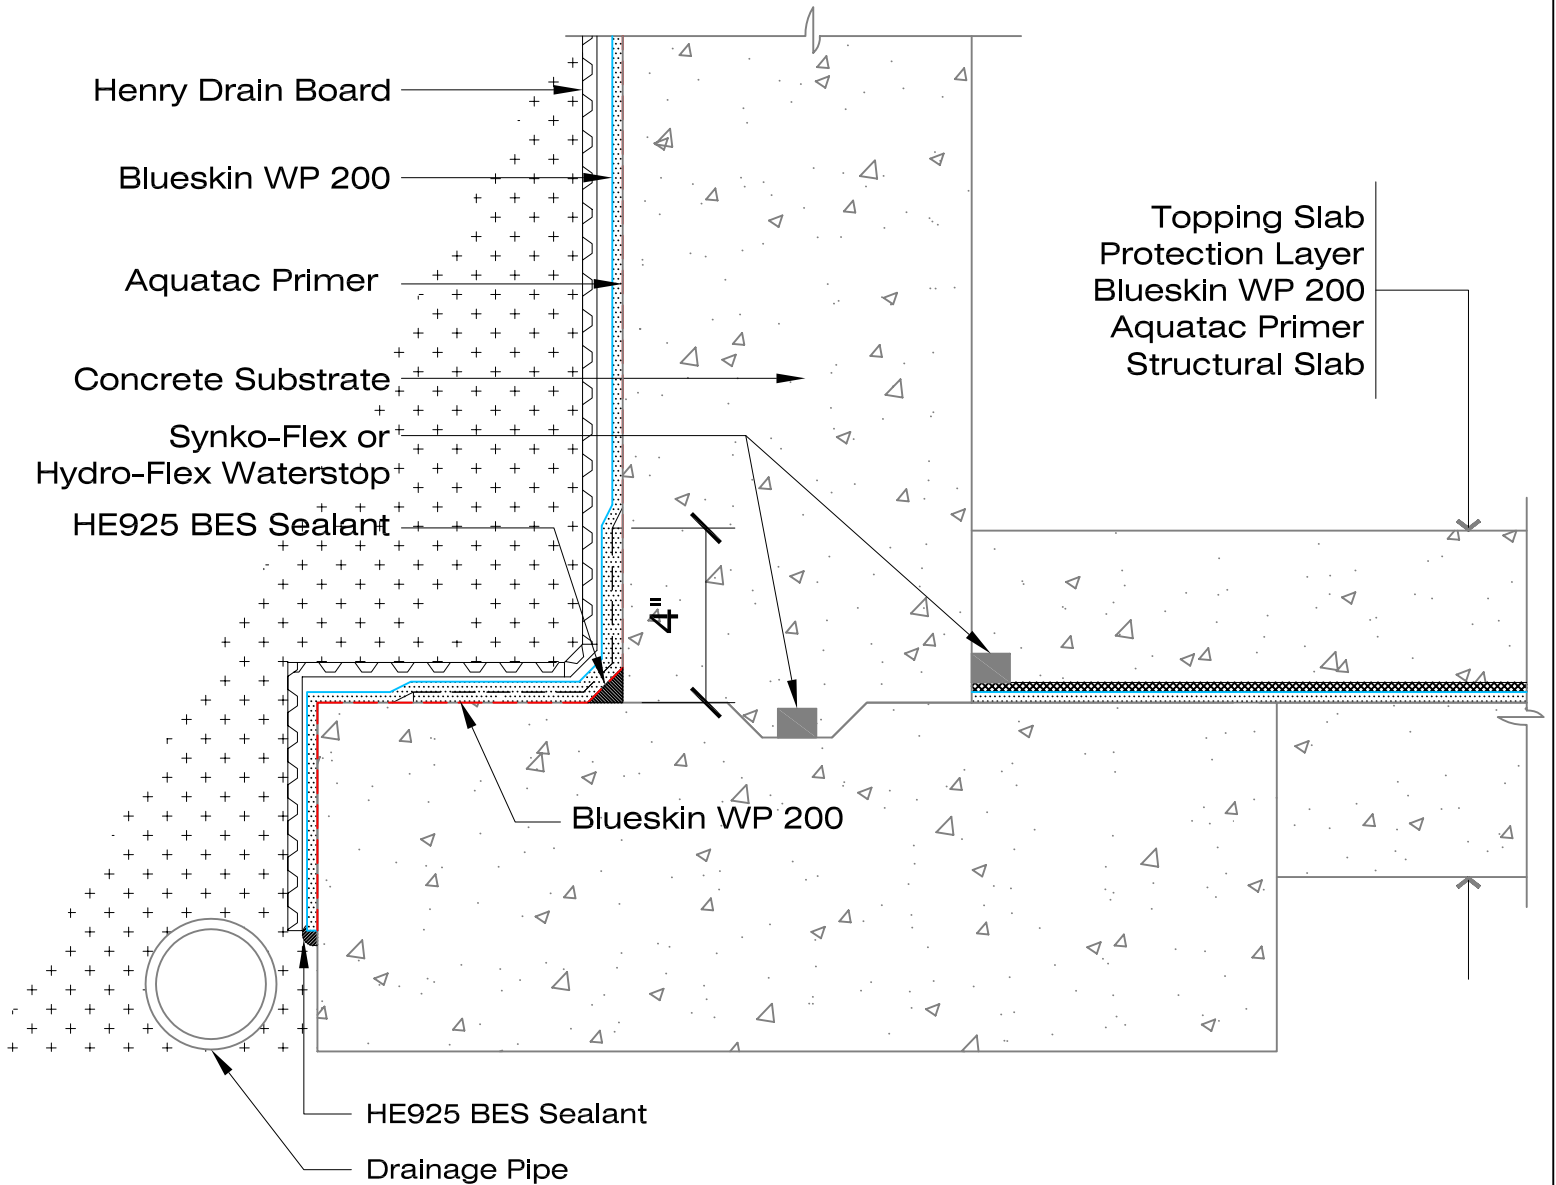 Henry Drain Board
Blueskin WP 200
Aquatac Primer
Concrete Substrate
Synko-Flex or
Hydro-Flex Waterstop
HE925 BES Sealant
Topping Slab
Protection Layer
Blueskin WP 200
Aquatac Primer
Structural Slab
4"
Blueskin WP 200
HE925 BES Sealant
Drainage Pipe